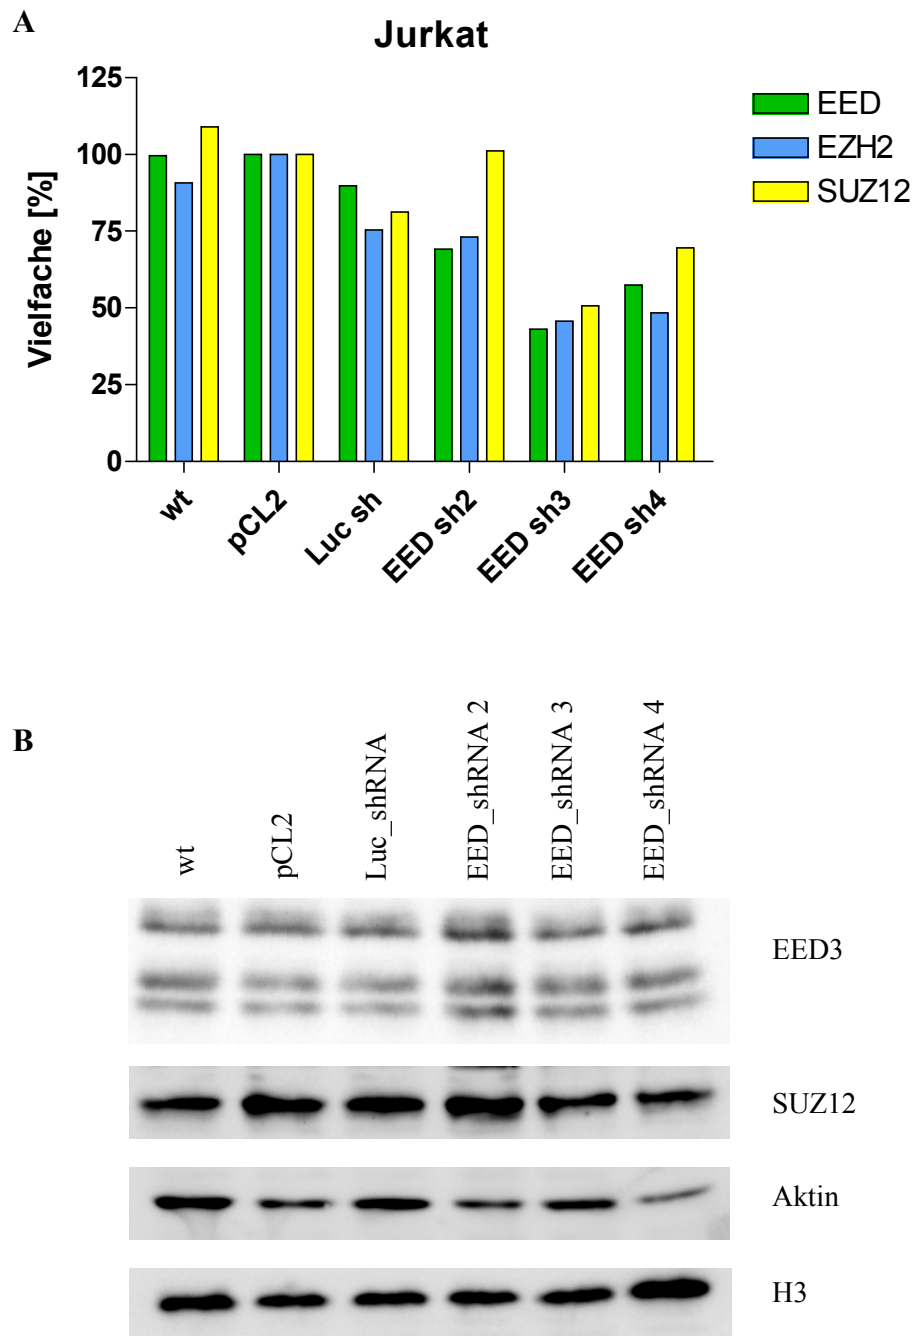 A
Jurkat
Vielfache [%]
125
100
75
50
25
0
wt
pCL2
Luc sh
EED sh2
EED sh3
EED sh4
EED
EZH2
SUZ12
B
wt
pCL2
Luc_shRNA
EED_shRNA 2
EED_shRNA 3
EED_shRNA 4
EED3
SUZ12
Aktin
H3